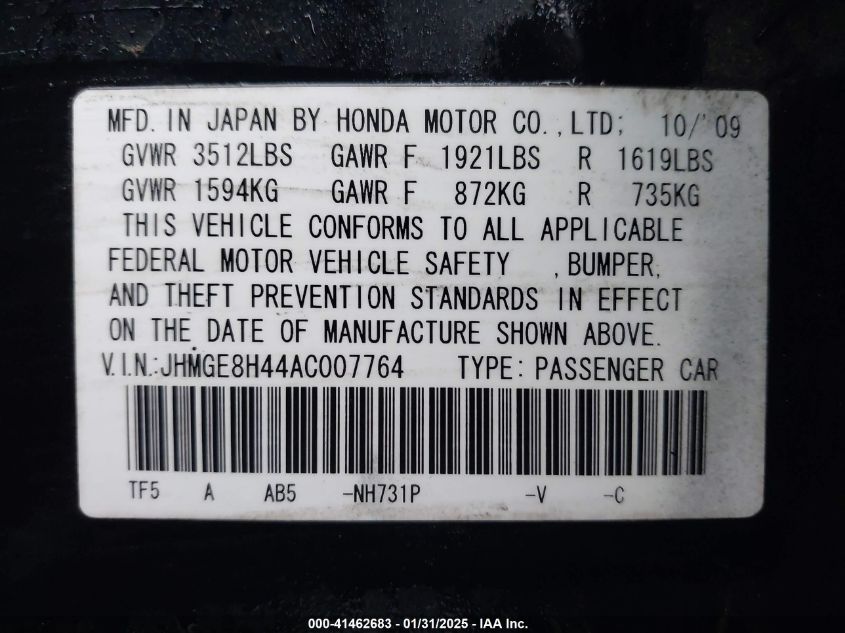 MFD. IN JAPAN BY HONDA MOTOR CO.,LTD; 10/'09
GVWR 3512LBS GAWR F 1921LBS R 1619LBS
GVWR 1594KG GAWR F 872KG R 735KG
THIS VEHICLE CONFORMS TO ALL APPLICABLE
FEDERAL MOTOR VEHICLE SAFETY ,BUMPER,
AND THEFT PREVENTION STANDARDS IN EFFECT
ON THE DATE OF MANUFACTURE SHOWN ABOVE.
V.I.N.:JHMGE8H44AC007764 TYPE: PASSENGER CAR
TF5 A AB5 -NH731P -V -C
000-41462683 - 01/31/2025 - IAA Inc.